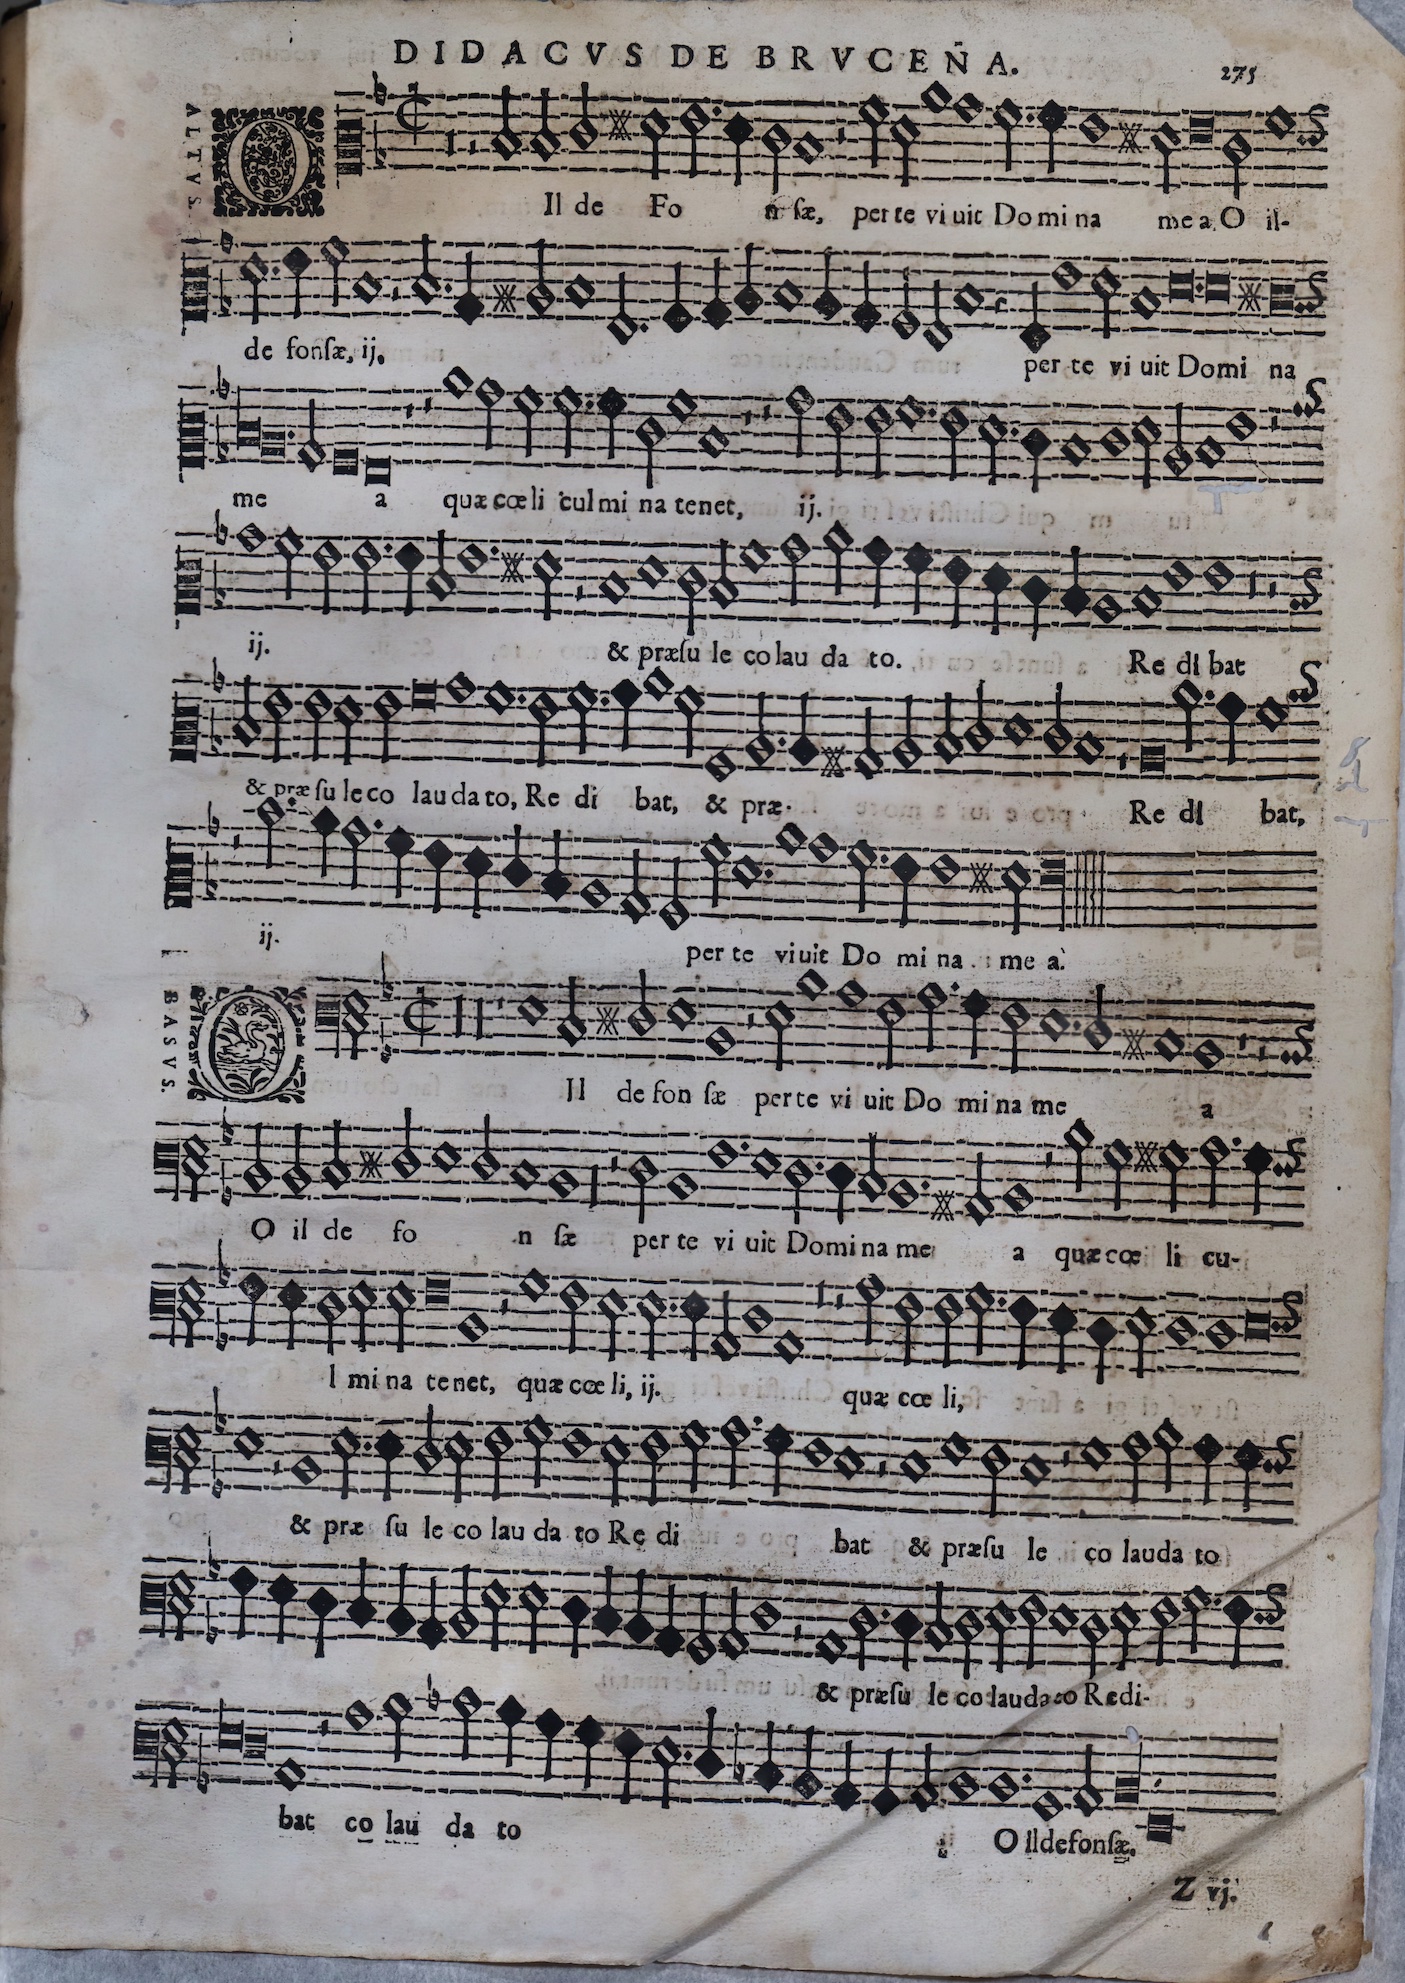 DIDACVS DE BRVCEÑA. 275
ALTVS.
O Il de Fo n ſæ, per te vi uit Do mi na me a O il-
de fonſæ, ij. per te vi uit Domi na
me a quæ cœ li cul mi na tenet, ij.
ij. & præſu le co lau da to. Re di bat
& præ ſu le co lau da to, Re di bat, & præ. Re di bat,
ij. per te viuit Do mi na me a.
BASVS.
O Il de fon ſæ per te vi uit Do mi na me a
O il de fo n ſæ per te vi uit Domi na me a quæ cœ li cu-
l mi na tenet, quæ cœ li, ij. quæ cœ li,
& præ ſu le co lau da to Re di bat & præſu le co lauda to
& præſu le co lauda to Redi-
bat co lau da to ij O ildefonſæ.
Z vj.